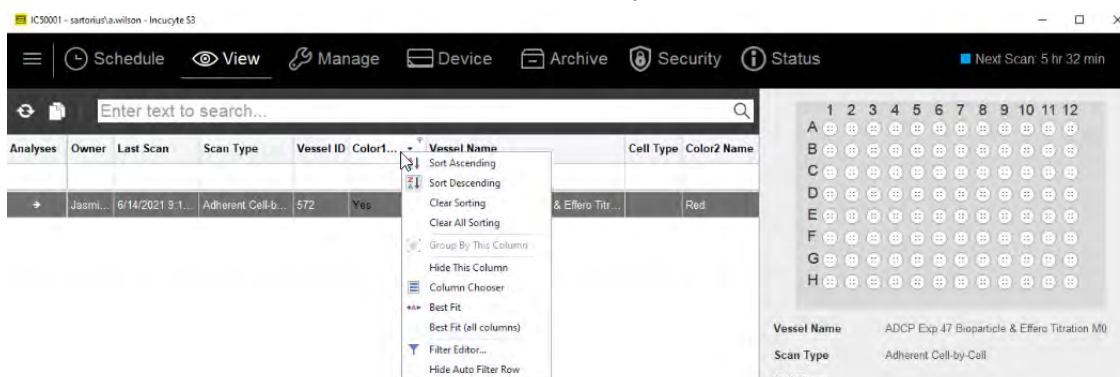 IC50001 - sartorius\a.wilson - Incucyte S3
Schedule View Manage Device Archive Security Status Next Scan: 5 hr 32 min
Enter text to search...
Analyses Owner Last Scan Scan Type Vessel ID Color1... Vessel Name Cell Type Color2 Name
Jasmi... 6/14/2021 9:1... Adherent Cell-b... 572 Yes & Effero Titr... Red
Sort Ascending
Sort Descending
Clear Sorting
Clear All Sorting
Group By This Column
Hide This Column
Column Chooser
Best Fit
Best Fit (all columns)
Filter Editor...
Hide Auto Filter Row
1 2 3 4 5 6 7 8 9 10 11 12
A
B
C
D
E
F
G
H
Vessel Name ADCP Exp 47 Bioparticle & Effero Titration M0
Scan Type Adherent Cell-by-Cell